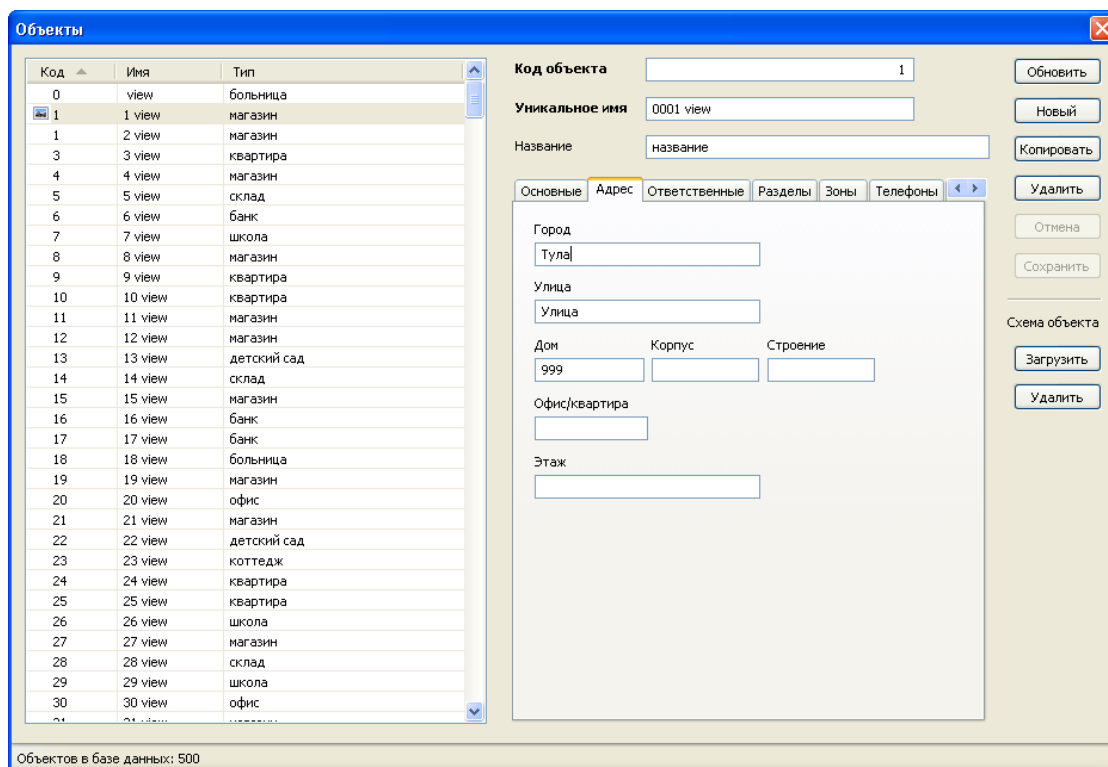 Объекты
Код Имя Тип
0 view больница
1 1 view магазин
1 2 view магазин
3 3 view квартира
4 4 view магазин
5 5 view склад
6 6 view банк
7 7 view школа
8 8 view магазин
9 9 view квартира
10 10 view квартира
11 11 view магазин
12 12 view магазин
13 13 view детский сад
14 14 view склад
15 15 view магазин
16 16 view банк
17 17 view банк
18 18 view больница
19 19 view магазин
20 20 view офис
21 21 view магазин
22 22 view детский сад
23 23 view коттедж
24 24 view квартира
25 25 view квартира
26 26 view школа
27 27 view магазин
28 28 view склад
29 29 view школа
30 30 view офис
Код объекта 1
Уникальное имя 0001 view
Название название
Основные Адрес Ответственные Разделы Зоны Телефоны
Город
Тула
Улица
Улица
Дом Корпус Строение
999
Офис/квартира
Этаж
Обновить
Новый
Копировать
Удалить
Отмена
Сохранить
Схема объекта
Загрузить
Удалить
Объектов в базе данных: 500